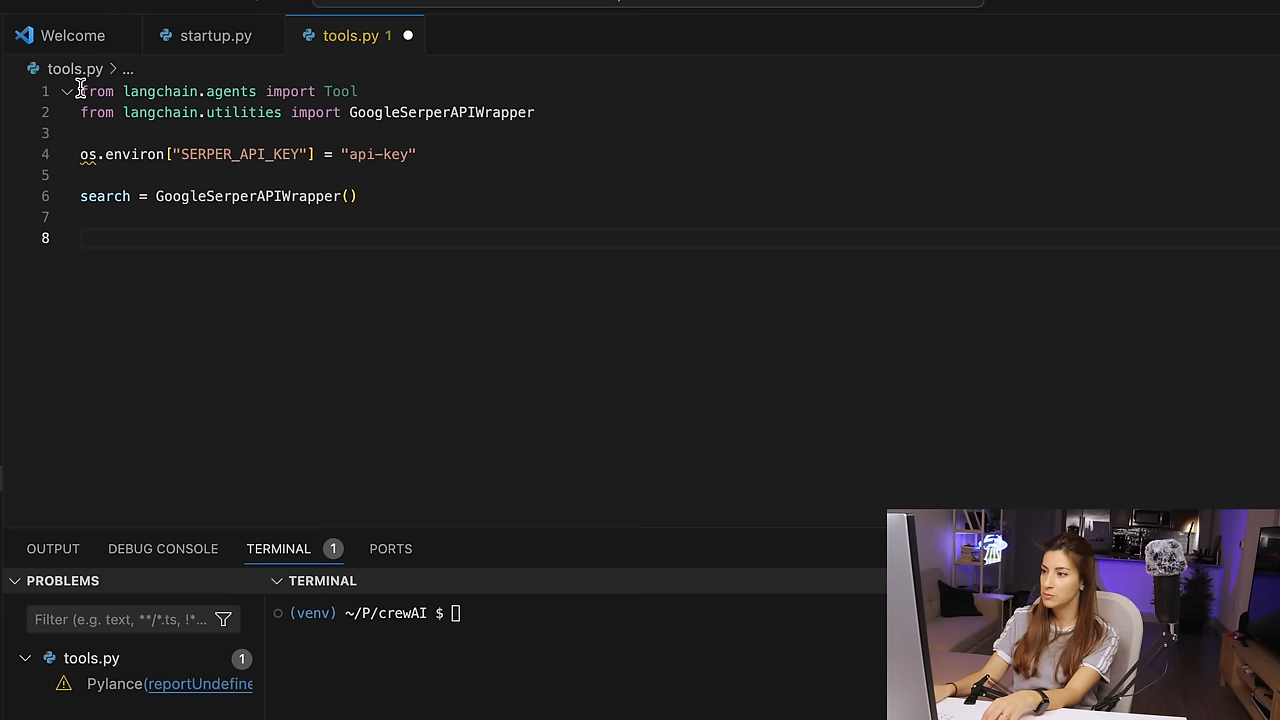 Welcome
startup.py
tools.py 1
tools.py > ...
1 from langchain.agents import Tool
2 from langchain.utilities import GoogleSerperAPIWrapper
3
4 os.environ["SERPER_API_KEY"] = "api-key"
5
6 search = GoogleSerperAPIWrapper()
7
8
OUTPUT DEBUG CONSOLE TERMINAL 1 PORTS
PROBLEMS
TERMINAL
Filter (e.g. text, **/*.ts, !*...
(venv) ~/P/crewAI $
tools.py 1
Pylance(reportUndefine